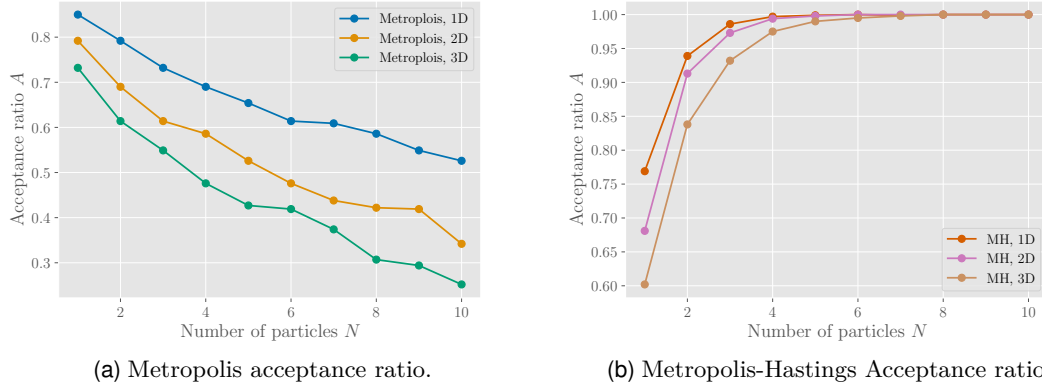 Acceptance ratio A
0.8
0.7
0.6
0.5
0.4
0.3
2
4
6
8
10
Number of particles N
Metroplois, 1D
Metroplois, 2D
Metroplois, 3D
(a) Metropolis acceptance ratio.
Acceptance ratio A
1.00
0.95
0.90
0.85
0.80
0.75
0.70
0.65
0.60
2
4
6
8
10
Number of particles N
MH, 1D
MH, 2D
MH, 3D
(b) Metropolis-Hastings Acceptance ratio